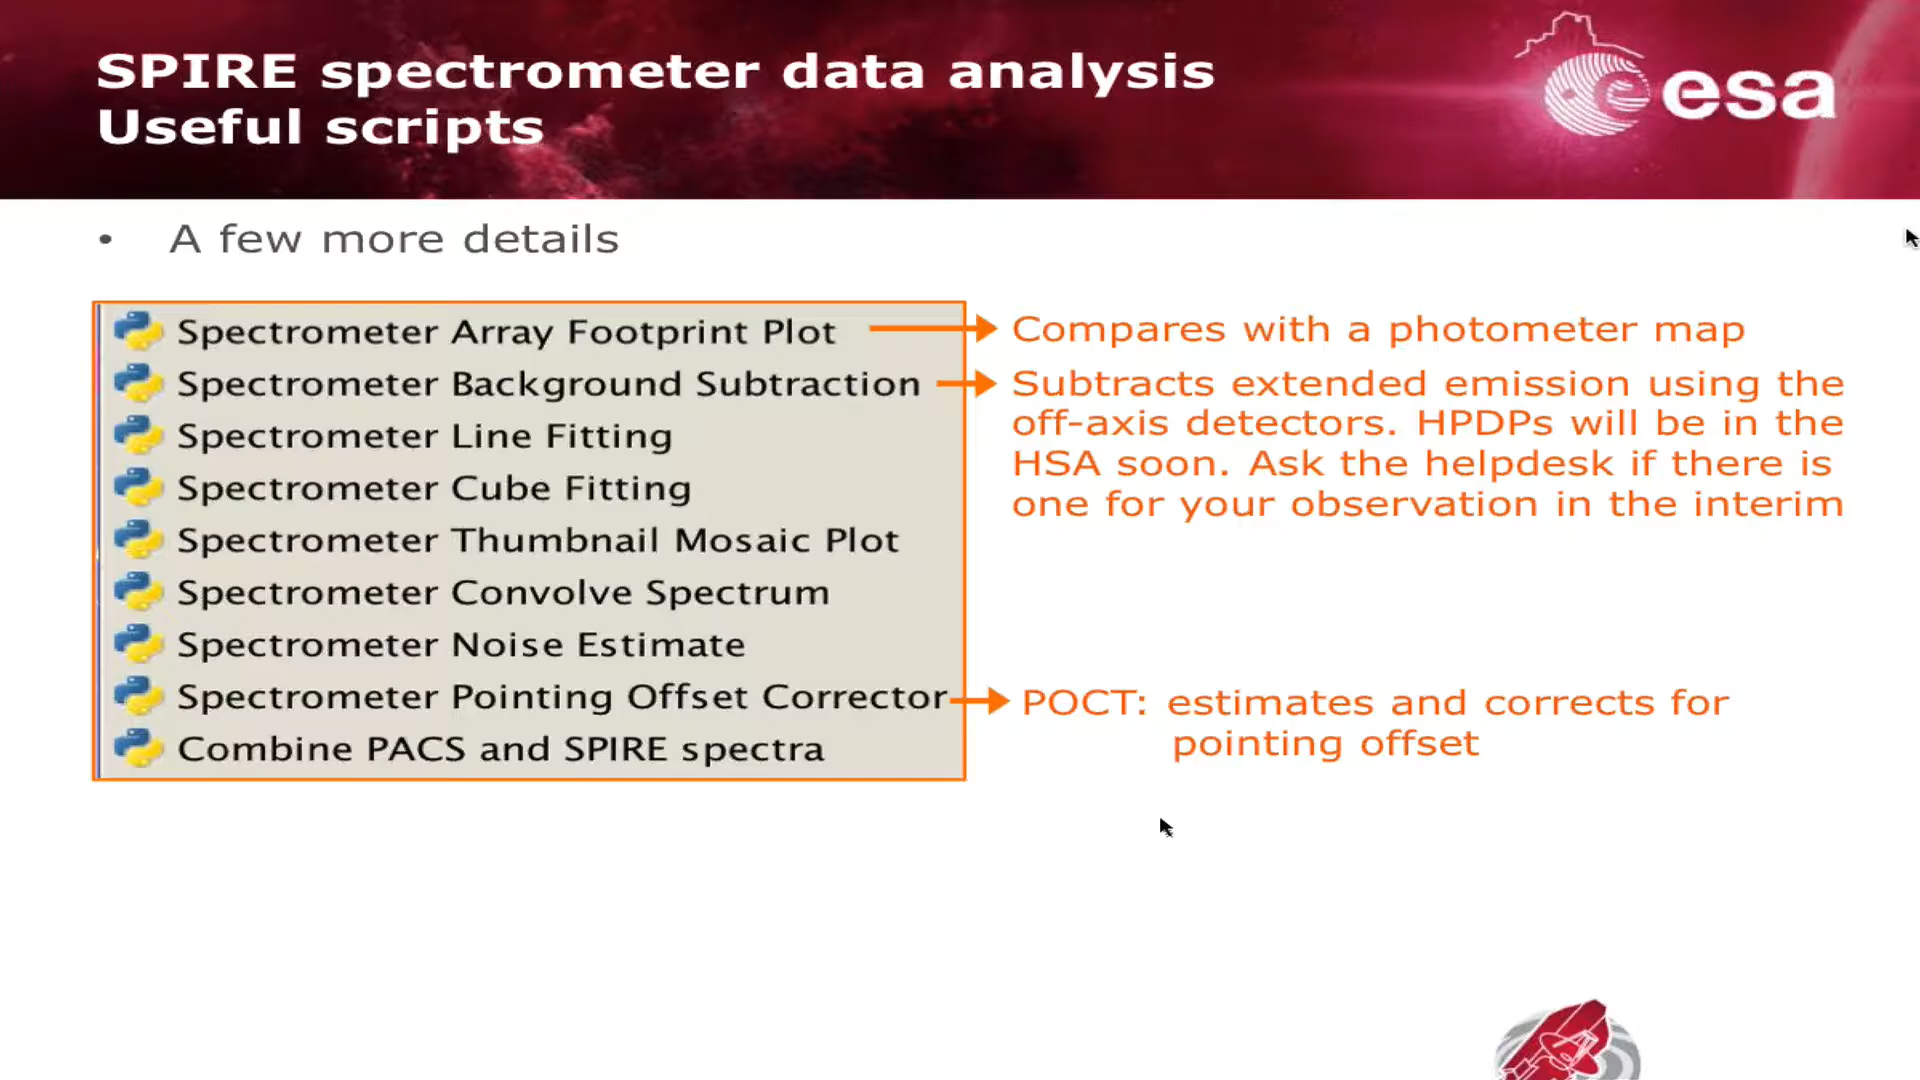 SPIRE spectrometer data analysis
Useful scripts
esa
• A few more details
Spectrometer Array Footprint Plot
Compares with a photometer map
Spectrometer Background Subtraction
Subtracts extended emission using the
off-axis detectors. HPDPs will be in the
HSA soon. Ask the helpdesk if there is
one for your observation in the interim
Spectrometer Line Fitting
Spectrometer Cube Fitting
Spectrometer Thumbnail Mosaic Plot
Spectrometer Convolve Spectrum
Spectrometer Noise Estimate
Spectrometer Pointing Offset Corrector
POCT: estimates and corrects for
pointing offset
Combine PACS and SPIRE spectra